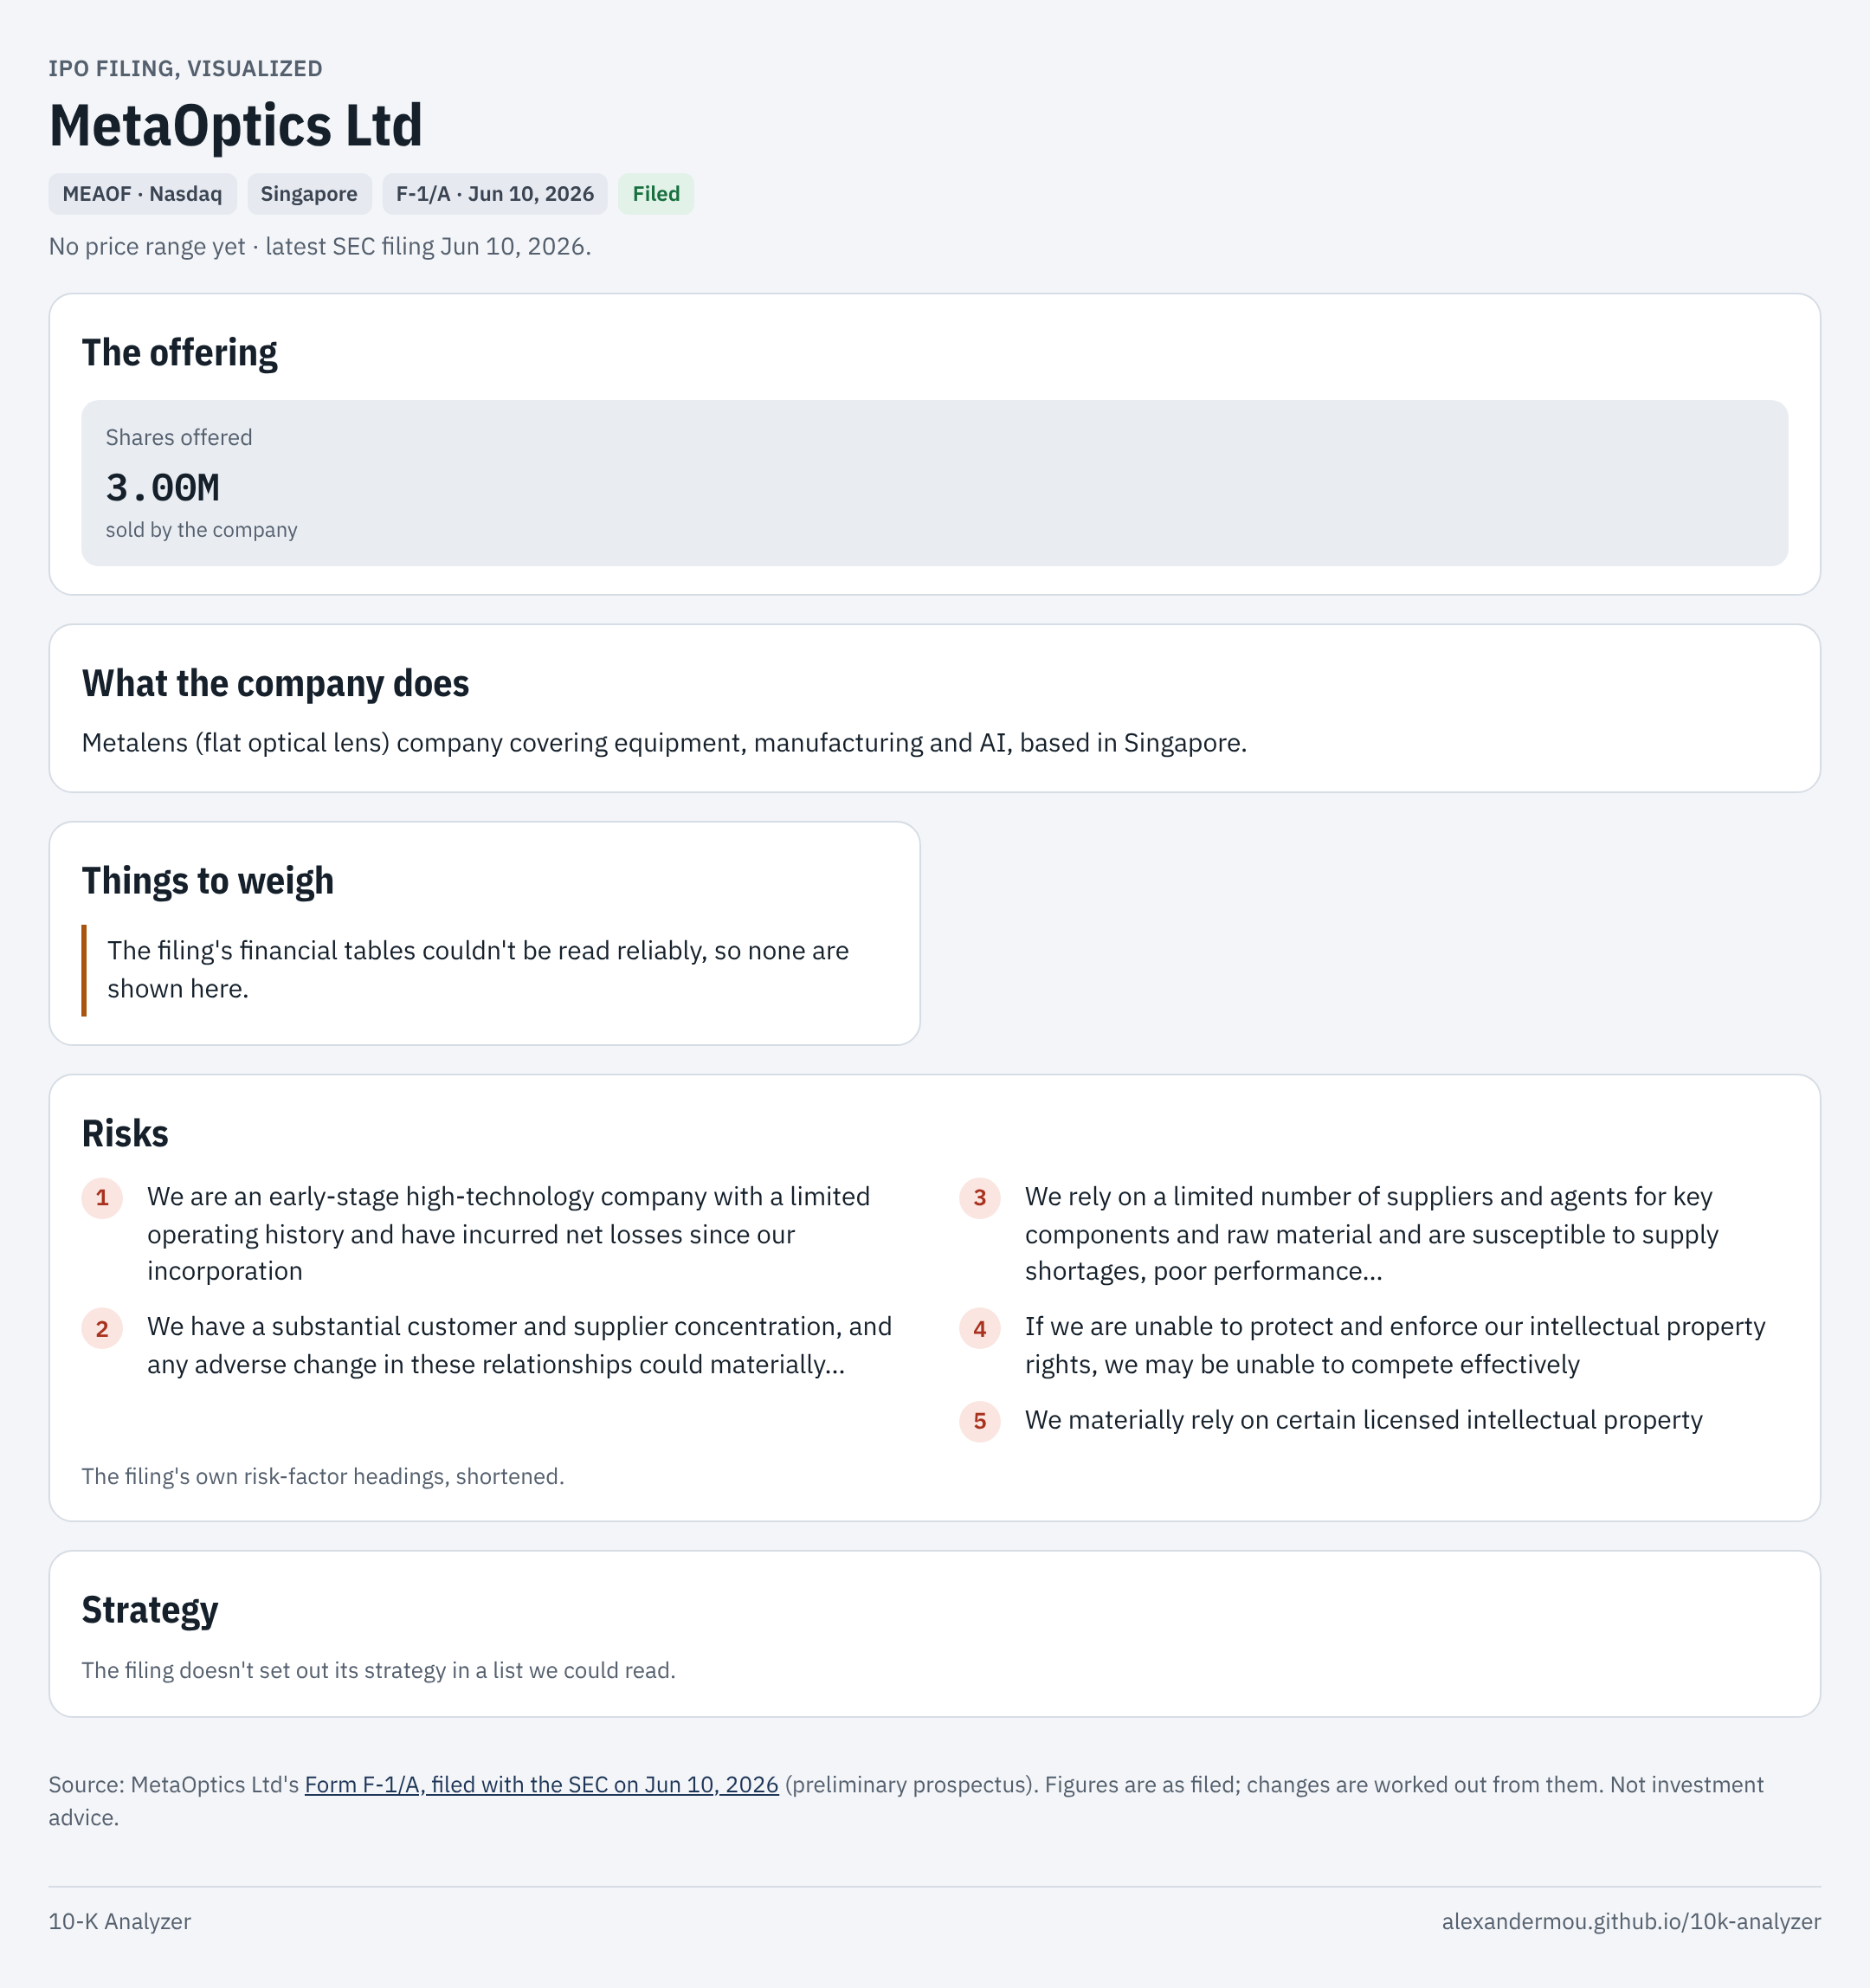 IPO FILING, VISUALIZED
MetaOptics Ltd
MEAOF · Nasdaq
Singapore
F-1/A · Jun 10, 2026
Filed
No price range yet · latest SEC filing Jun 10, 2026.
The offering
Shares offered
3.00M
sold by the company
What the company does
Metalens (flat optical lens) company covering equipment, manufacturing and AI, based in Singapore.
Things to weigh
The filing's financial tables couldn't be read reliably, so none are
shown here.
Risks
1 We are an early-stage high-technology company with a limited
operating history and have incurred net losses since our
incorporation
2 We have a substantial customer and supplier concentration, and
any adverse change in these relationships could materially…
3 We rely on a limited number of suppliers and agents for key
components and raw material and are susceptible to supply
shortages, poor performance…
4 If we are unable to protect and enforce our intellectual property
rights, we may be unable to compete effectively
5 We materially rely on certain licensed intellectual property
The filing's own risk-factor headings, shortened.
Strategy
The filing doesn't set out its strategy in a list we could read.
Source: MetaOptics Ltd's Form F-1/A, filed with the SEC on Jun 10, 2026 (preliminary prospectus). Figures are as filed; changes are worked out from them. Not investment
advice.
10-K Analyzer
alexandermou.github.io/10k-analyzer